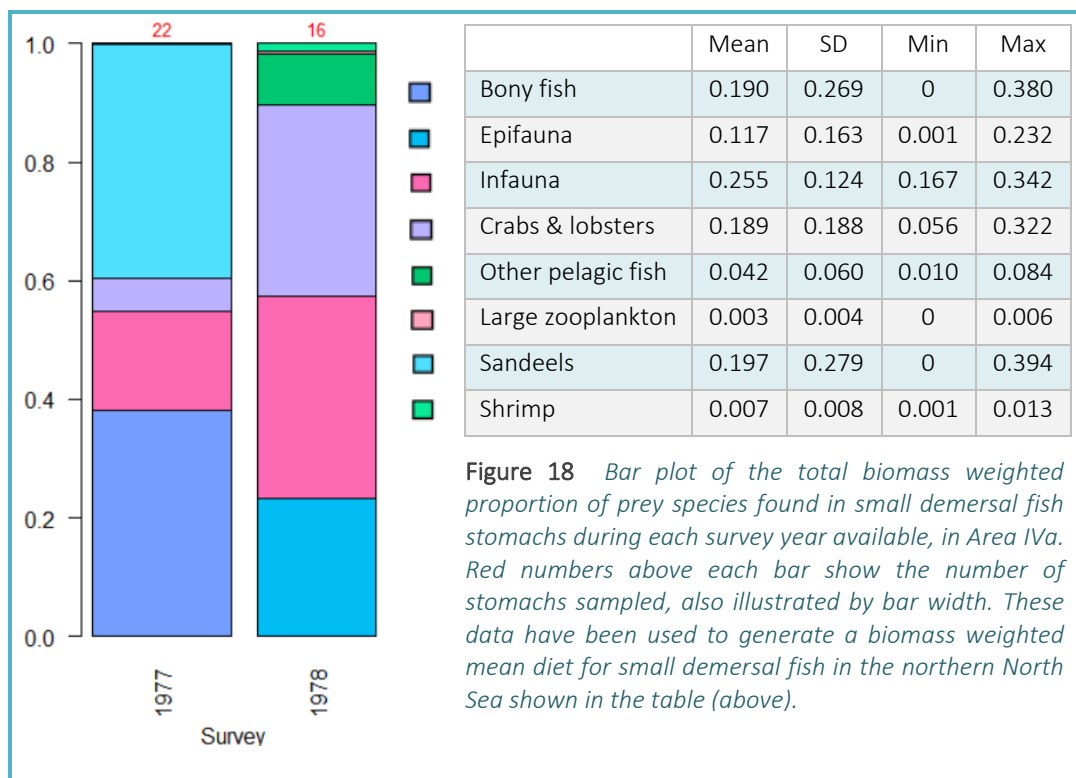 22 16
1.0
0.8
0.6
0.4
0.2
0.0
1977
1978
Survey
Mean SD Min Max
Bony fish 0.190 0.269 0 0.380
Epifauna 0.117 0.163 0.001 0.232
Infauna 0.255 0.124 0.167 0.342
Crabs & lobsters 0.189 0.188 0.056 0.322
Other pelagic fish 0.042 0.060 0.010 0.084
Large zooplankton 0.003 0.004 0 0.006
Sandeels 0.197 0.279 0 0.394
Shrimp 0.007 0.008 0.001 0.013
Figure 18 Bar plot of the total biomass weighted
proportion of prey species found in small demersal fish
stomachs during each survey year available, in Area IVa.
Red numbers above each bar show the number of
stomachs sampled, also illustrated by bar width. These
data have been used to generate a biomass weighted
mean diet for small demersal fish in the northern North
Sea shown in the table (above).